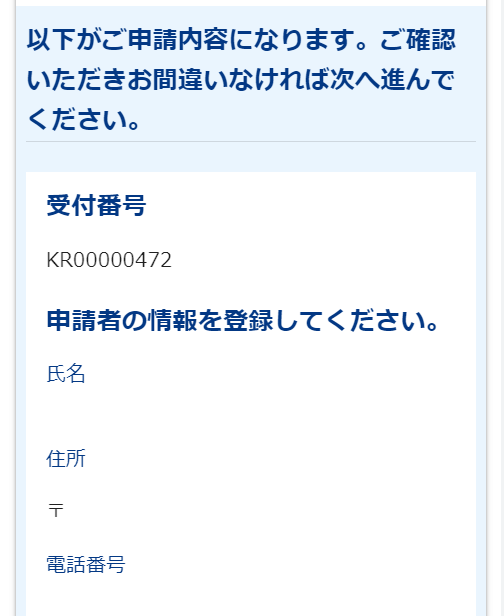 以下がご申請内容になります。ご確認
いただきお間違いなければ次へ進んで
ください。
受付番号
KR00000472
申請者の情報を登録してください。
氏名
住所
〒
電話番号